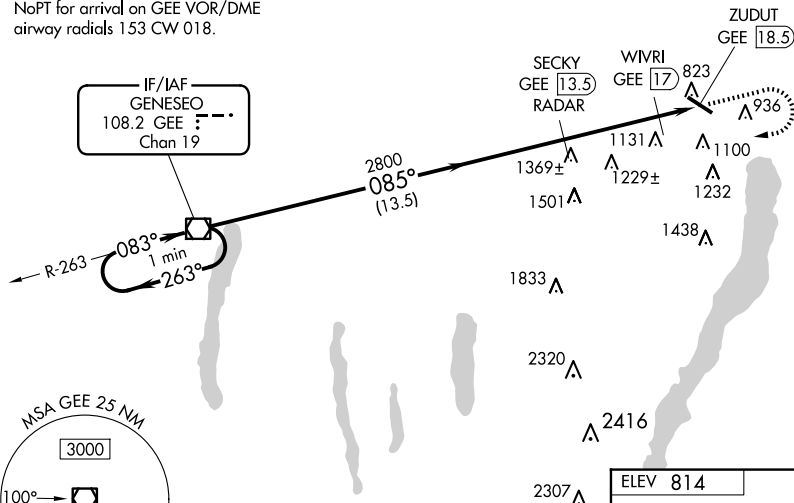 NoPT for arrival on GEE VOR/DME
airway radials 153 CW 018.
IF/IAF
GENESEO
108.2 GEE
Chan 19
ZUDUT
GEE 18.5
SECKY
GEE 13.5
RADAR
WIVRI
GEE 17
823
936
1131
1100
1369±
1229±
1232
2800
085°
(13.5)
1501
1438
R-263
083°
1 min
263°
1833
2320
2416
MSA GEE 25 NM
3000
100°
2307
ELEV 814